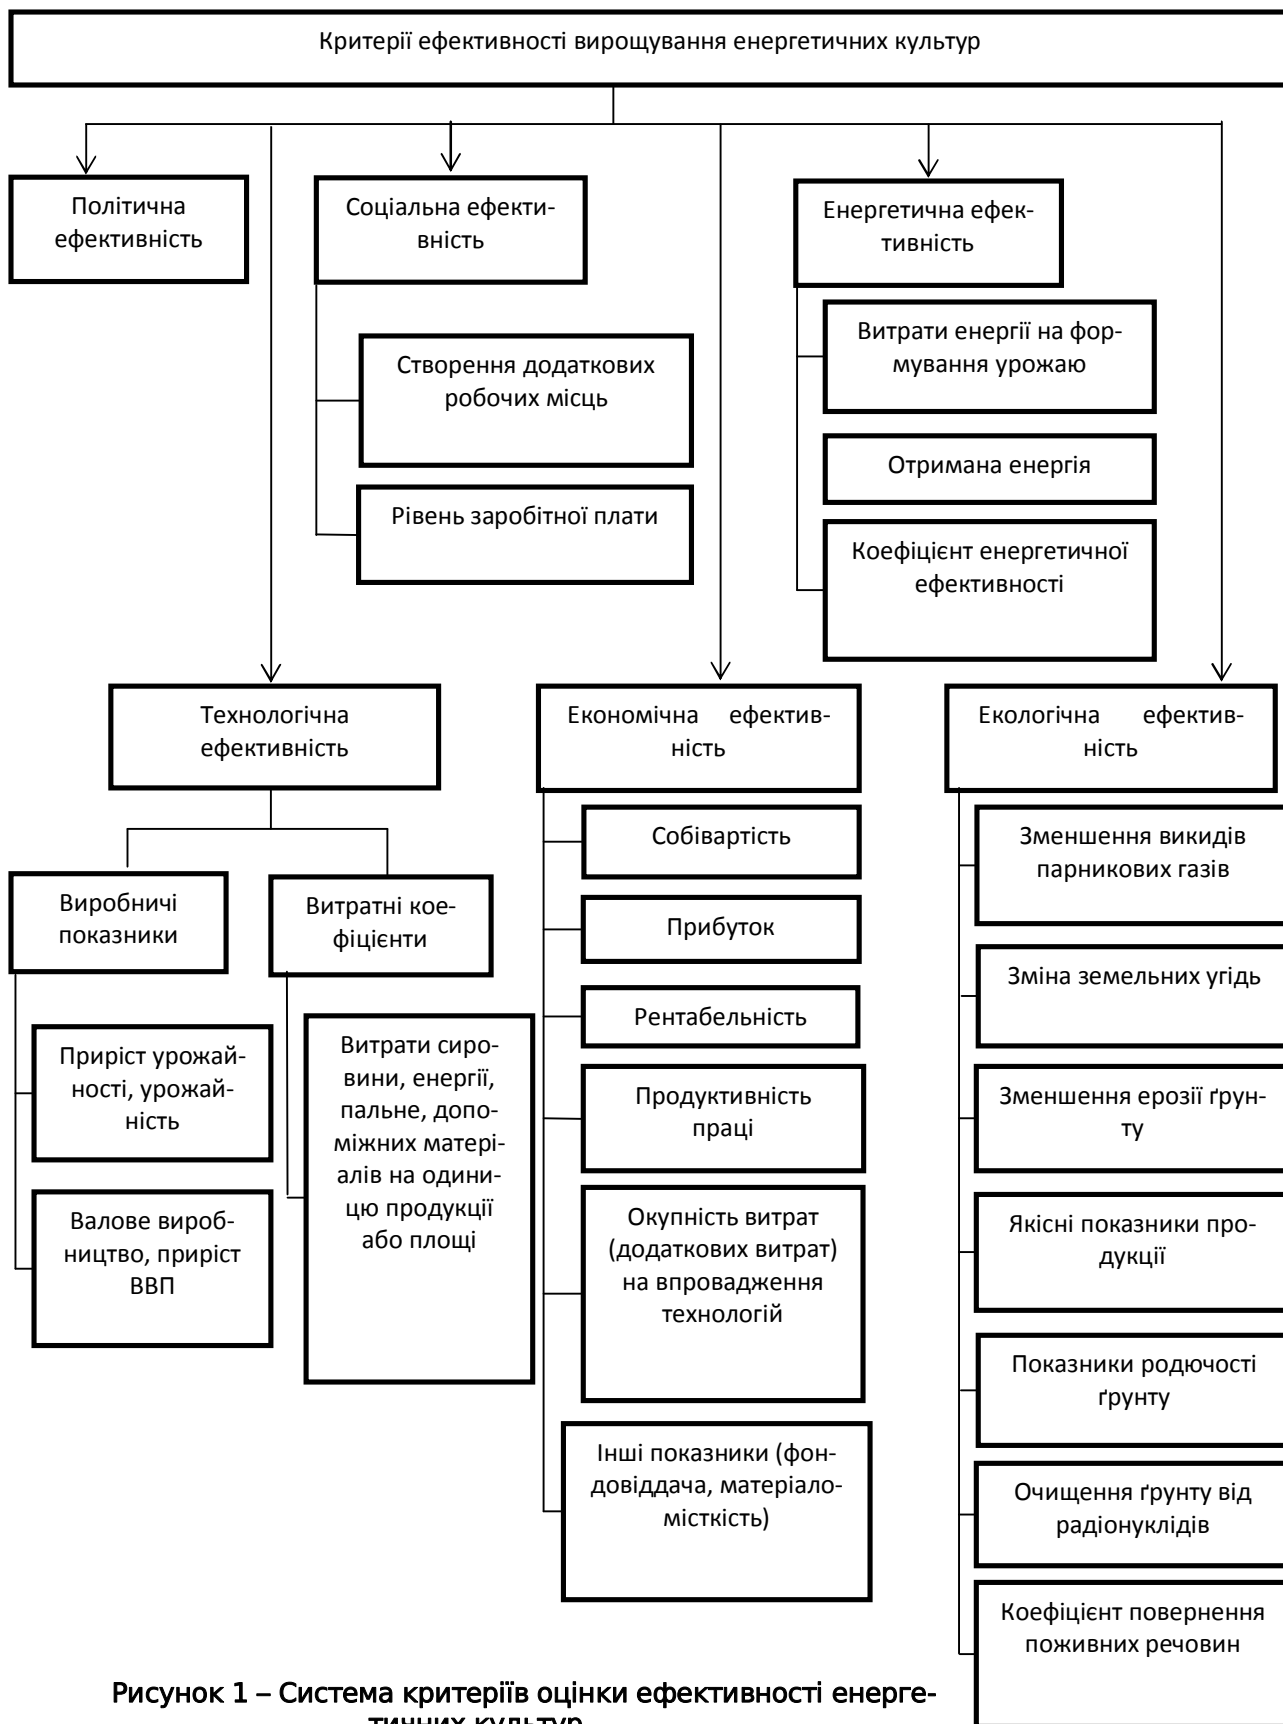 Критерії ефективності вирощування енергетичних культур
Політична
ефективність
Соціальна ефекти-
вність
Енергетична ефек-
тивність
Створення додаткових
робочих місць
Рівень заробітної плати
Витрати енергії на фор-
мування урожаю
Отримана енергія
Коефіцієнт енергетичної
ефективності
Технологічна
ефективність
Виробничі
показники
Витратні кое-
фіцієнти
Приріст урожай-
ності, урожай-
ність
Валове вироб-
ництво, приріст
ВВП
Витрати сиро-
вини, енергії,
пальне, допо-
міжних матері-
алів на одини-
цю продукції
або площі
Економічна ефектив-
ність
Собівартість
Прибуток
Рентабельність
Продуктивність
праці
Окупність витрат
(додаткових витрат)
на впровадження
технологій
Інші показники (фон-
довіддача, матеріало-
місткість)
Екологічна ефектив-
ність
Зменшення викидів
парникових газів
Зміна земельних угідь
Зменшення ерозії ґрун-
ту
Якісні показники про-
дукції
Показники родючості
ґрунту
Очищення ґрунту від
радіонуклідів
Коефіцієнт повернення
поживних речовин
Рисунок 1 – Система критеріїв оцінки ефективності енерге-
тичних культур